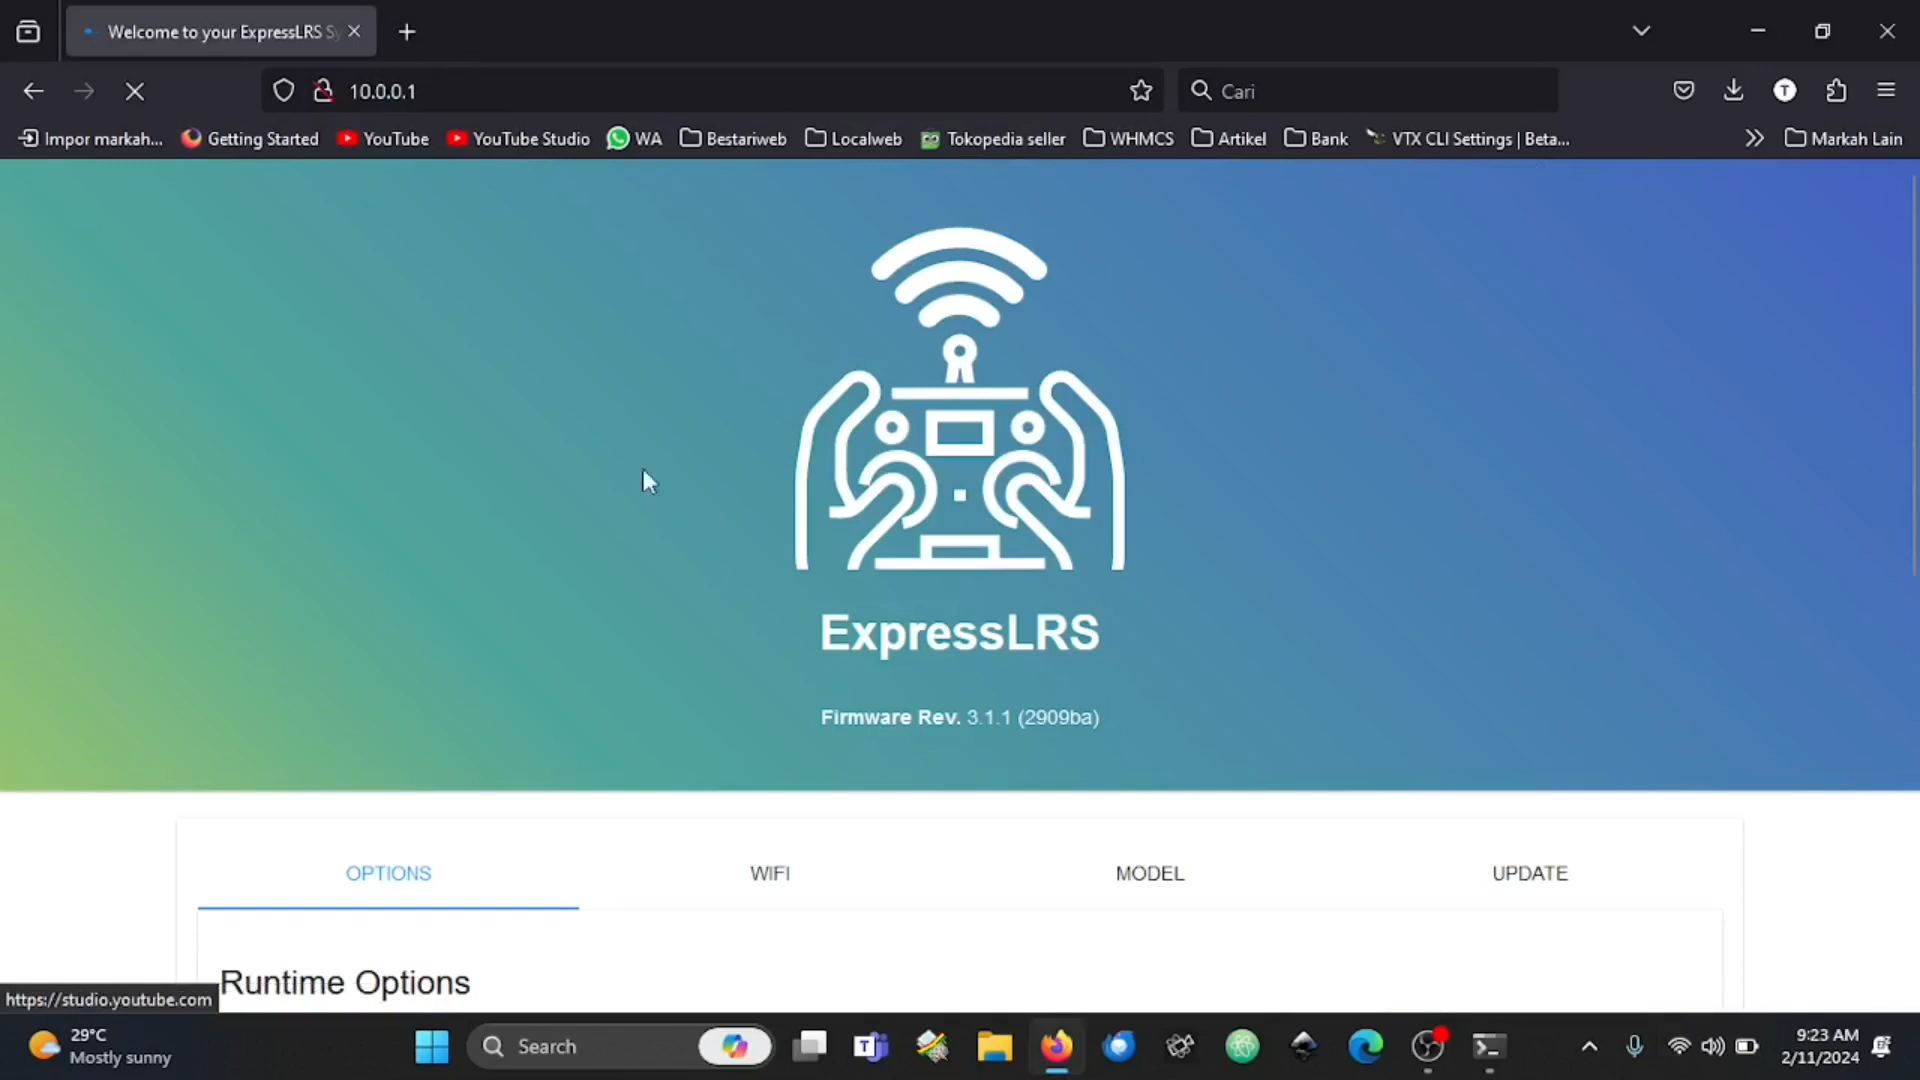 Welcome to your ExpressLRS Sy
10.0.0.1
Cari
Impor markah...
Getting Started
YouTube
YouTube Studio
WA
Bestariweb
Localweb
Tokopedia seller
WHMCS
Artikel
Bank
VTX CLI Settings | Beta...
Markah Lain
T
ExpressLRS
Firmware Rev. 3.1.1 (2909ba)
OPTIONS
WIFI
MODEL
UPDATE
Runtime Options
https://studio.youtube.com
29°C
Mostly sunny
Search
9:23 AM
2/11/2024